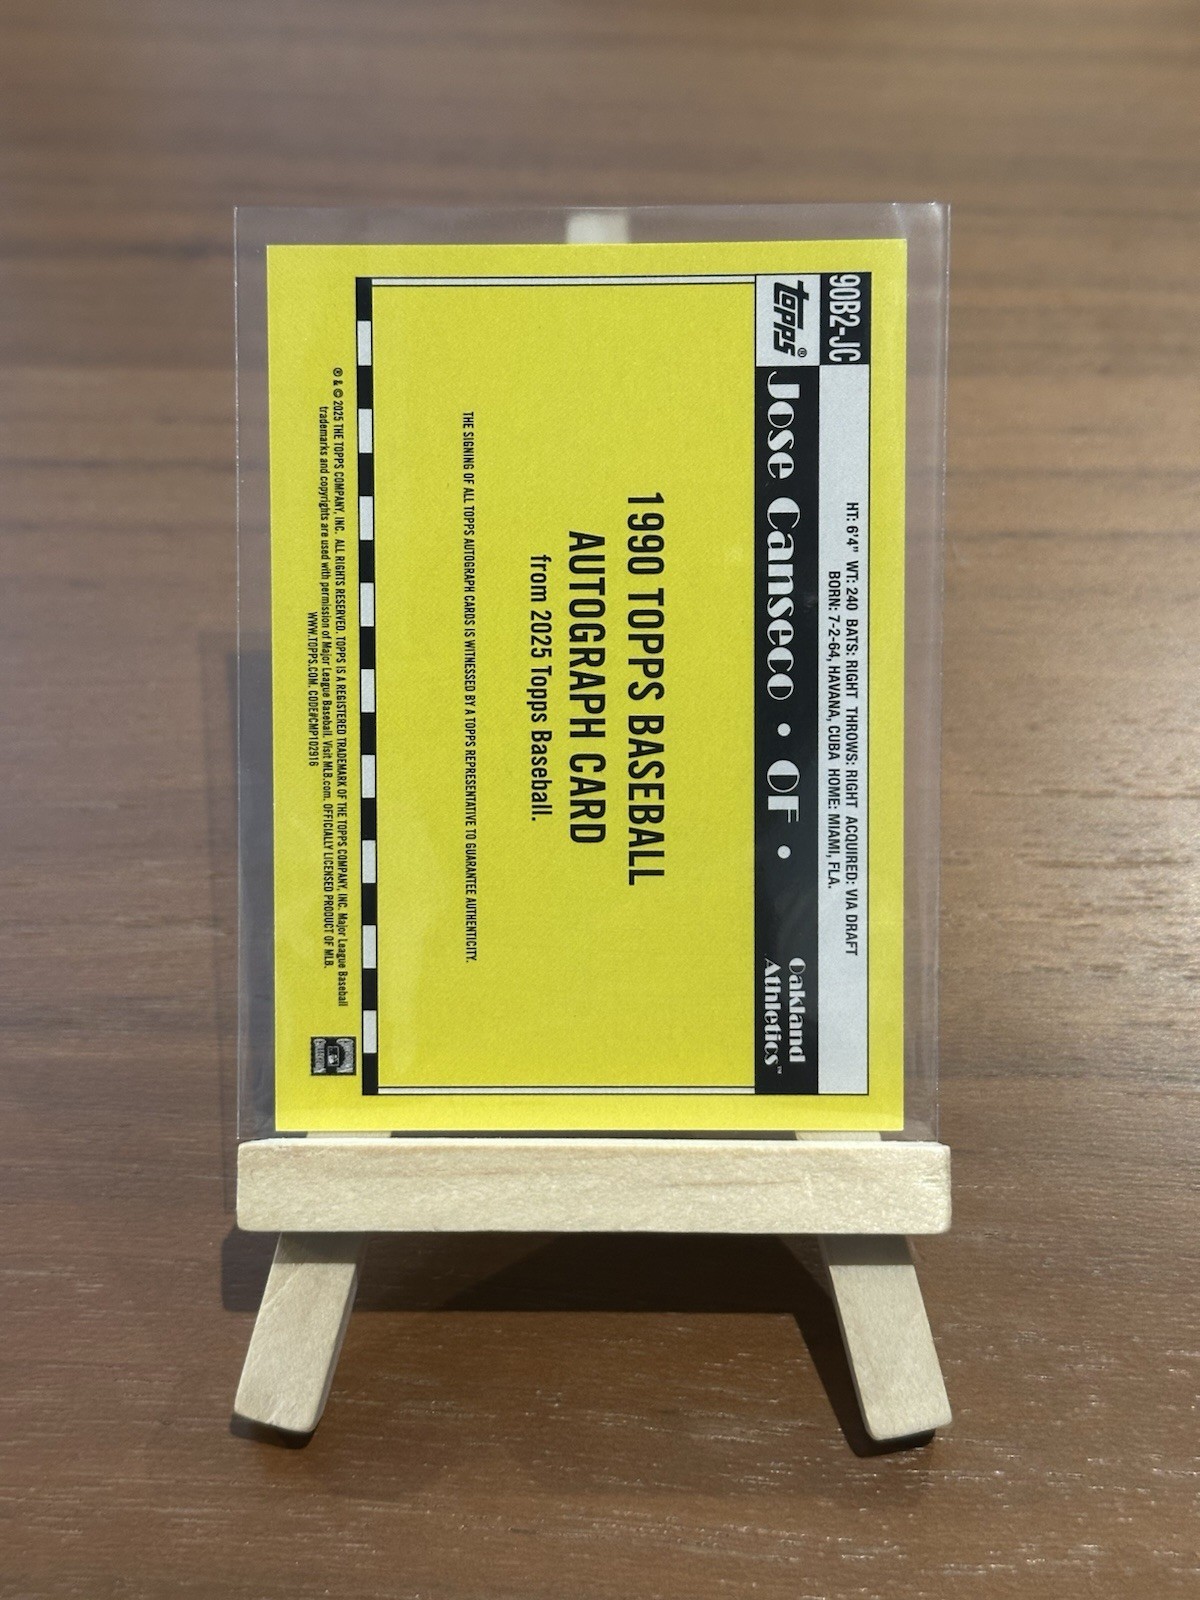 90B2-JC
HT: 6'4" WT: 240 BATS: RIGHT THROWS: RIGHT ACQUIRED: VIA DRAFT
BORN: 7-2-64, HAVANA, CUBA HOME: MIAMI, FLA.
topps® Jose Canseco • OF •
Oakland
Athletics™
1990 TOPPS BASEBALL
AUTOGRAPH CARD
from 2025 Topps Baseball.
THE SIGNING OF ALL TOPPS AUTOGRAPH CARDS IS WITNESSED BY A TOPPS REPRESENTATIVE TO GUARANTEE AUTHENTICITY.
® & © 2025 THE TOPPS COMPANY, INC. ALL RIGHTS RESERVED. TOPPS IS A REGISTERED TRADEMARK OF THE TOPPS COMPANY, INC. Major League Baseball
trademarks and copyrights are used with permission of Major League Baseball. Visit MLB.com. OFFICIALLY LICENSED PRODUCT OF MLB.
WWW.TOPPS.COM. CODE#CMP102916